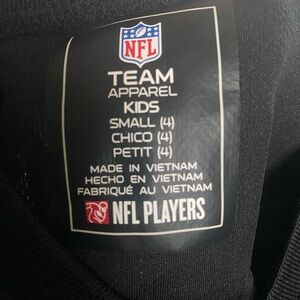 NFL
TEAM
APPAREL
KIDS
SMALL (4)
CHICO (4)
PETIT (4)
MADE IN VIETNAM
HECHO EN VIETNAM
FABRIQUÉ AU VIETNAM
NFL PLAYERS